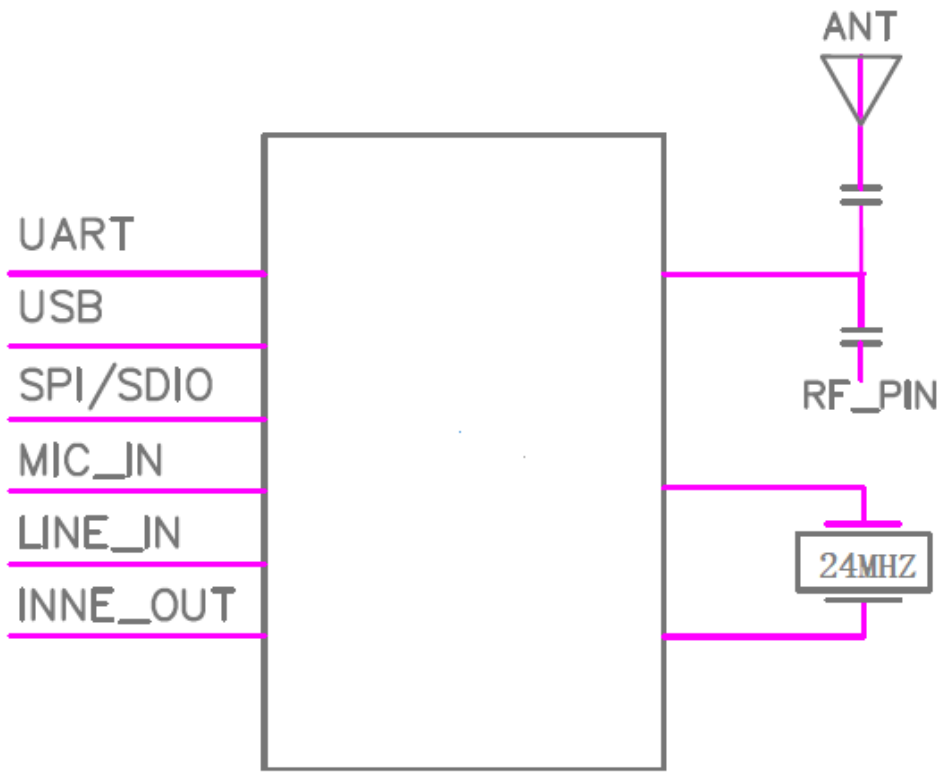 ANT
UART
USB
SPI/SDIO
RF_PIN
MIC_IN
LINE_IN
24MHZ
INNE_OUT